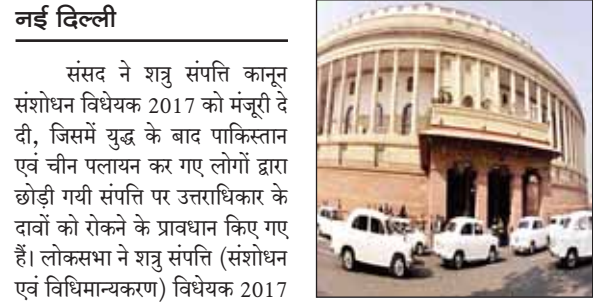 नई दिल्ली
संसद ने शत्रु संपत्ति कानून
संशोधन विधेयक 2017 को मंजूरी दे
दी, जिसमें युद्ध के बाद पाकिस्तान
एवं चीन पलायन कर गए लोगों द्वारा
छोड़ी गयी संपत्ति पर उत्तराधिकार के
दावों को रोकने के प्रावधान किए गए
हैं। लोकसभा ने शत्रु संपत्ति (संशोधन
एवं विधिमान्यकरण) विधेयक 2017